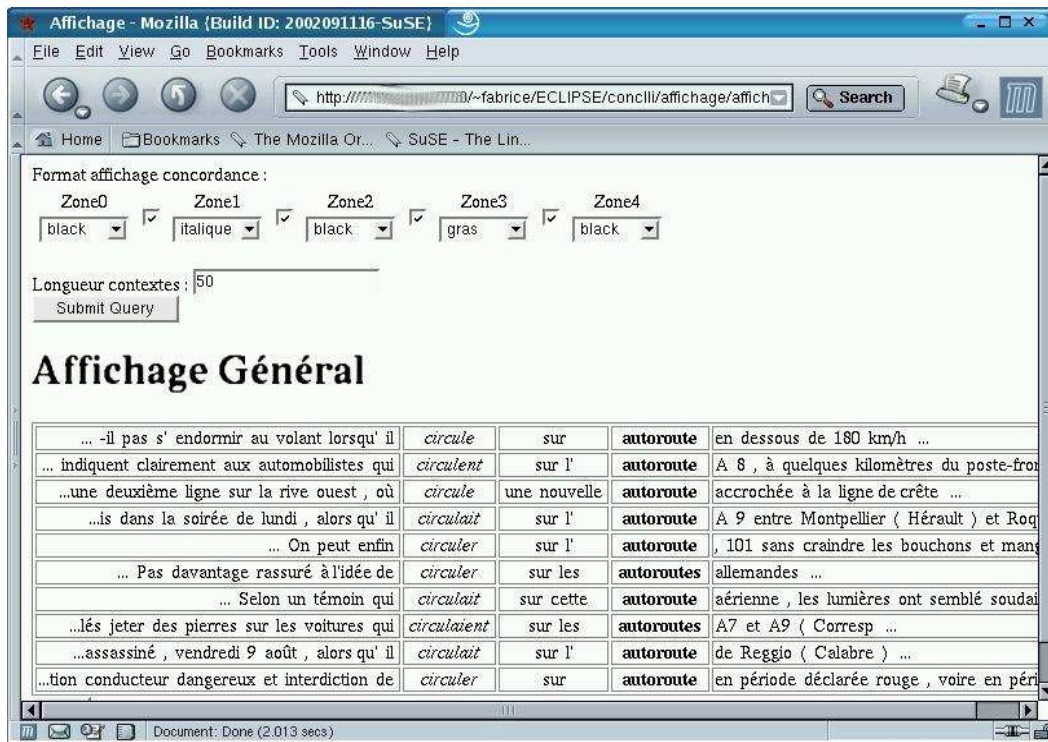 Affichage - Mozilla {Build ID: 2002091116-SuSE}
File Edit View Go Bookmarks Tools Window Help
http:// /~fabrice/ECLIPSE/conclli/affichage/affich Search
Home Bookmarks The Mozilla Or... SuSE - The Lin...
Format affichage concordance :
Zone0 Zone1 Zone2 Zone3 Zone4
black italique black gras black
Longueur contextes : 50
Submit Query
Affichage Général
... -il pas s' endormir au volant lorsqu' il circule sur autoroute en dessous de 180 km/h ...
... indiquent clairement aux automobilistes qui circulent sur l' autoroute A 8 , à quelques kilomètres du poste-fron
...une deuxième ligne sur la rive ouest , où circule une nouvelle autoroute accrochée à la ligne de crête ...
...is dans la soirée de lundi , alors qu' il circulait sur l' autoroute A 9 entre Montpellier ( Hérault ) et Roq
... On peut enfin circuler sur l' autoroute , 101 sans craindre les bouchons et mang
... Pas davantage rassuré à l'idée de circuler sur les autoroutes allemandes ...
... Selon un témoin qui circulait sur cette autoroute aérienne , les lumières ont semblé soudai
...lés jeter des pierres sur les voitures qui circulaient sur les autoroutes A7 et A9 ( Corresp ...
...assassiné , vendredi 9 août , alors qu' il circulait sur l' autoroute de Reggio ( Calabre ) ...
...tion conducteur dangereux et interdiction de circuler sur autoroute en période déclarée rouge , voire en péri
Document: Done (2.013 secs)